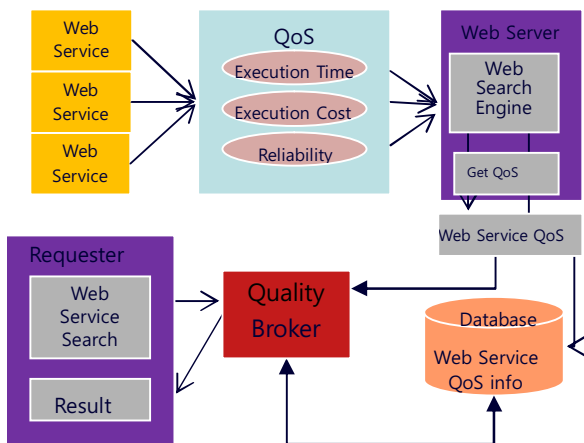 Web
Service
Web
Service
Web
Service
QoS
Execution Time
Execution Cost
Reliability
Web Server
Web
Search
Engine
Get QoS
Web Service QoS
Requester
Web
Service
Search
Result
Quality
Broker
Database
Web Service
QoS info